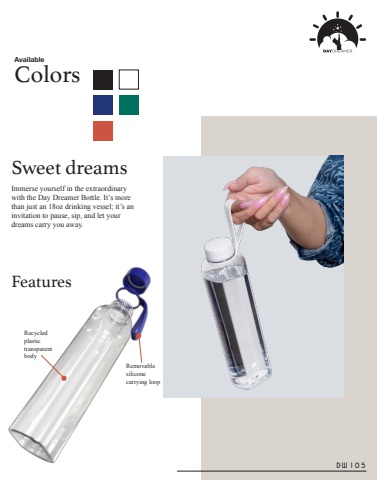 DAYDREAMER
Available
Colors
Sweet dreams
Immerse yourself in the extraordinary
with the Day Dreamer Bottle. It's more
than just an 18oz drinking vessel; it's an
invitation to pause, sip, and let your
dreams carry you away.
Features
Recycled
plastic
transparent
body
Removable
silicone
carrying loop
DW105